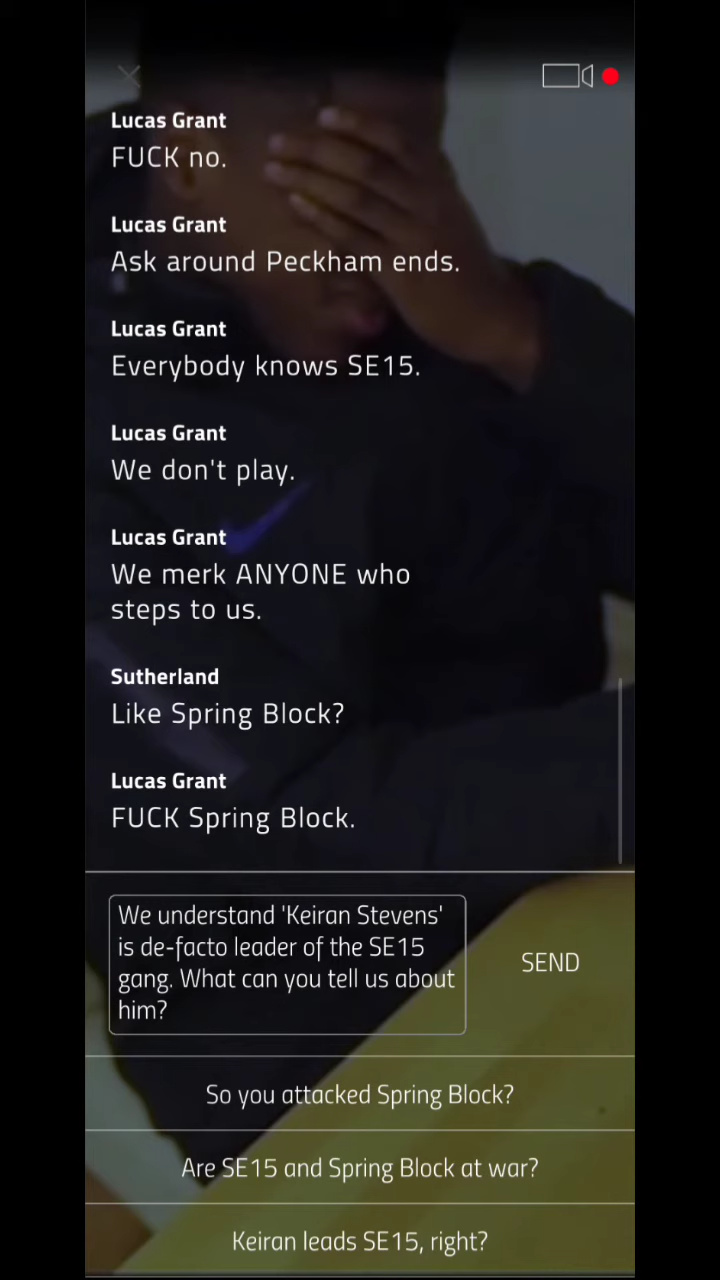 Lucas Grant
FUCK no.
Lucas Grant
Ask around Peckham ends.
Lucas Grant
Everybody knows SE15.
Lucas Grant
We don't play.
Lucas Grant
We merk ANYONE who
steps to us.
Sutherland
Like Spring Block?
Lucas Grant
FUCK Spring Block.
We understand 'Keiran Stevens'
is de-facto leader of the SE15
gang. What can you tell us about
him?
SEND
So you attacked Spring Block?
Are SE15 and Spring Block at war?
Keiran leads SE15, right?